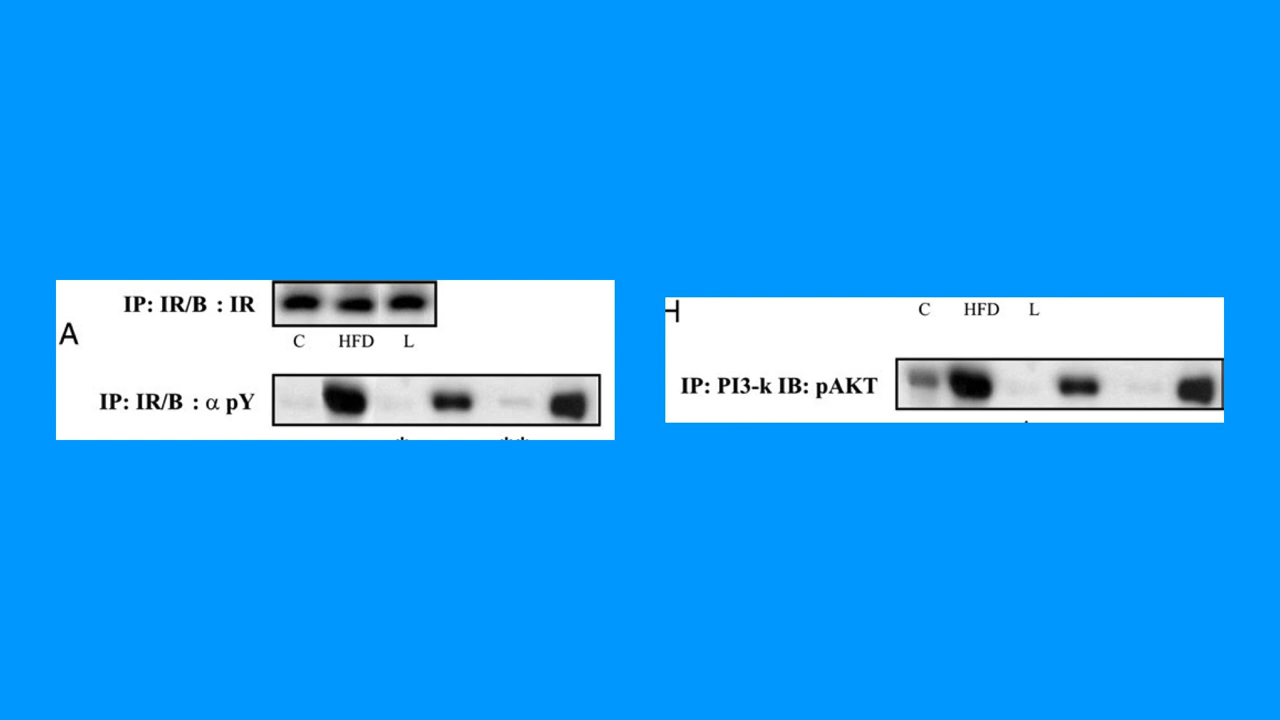 IP: IR/B : IR
A
C HFD L
IP: IR/B : α pY
* **
C HFD L
IP: PI3-k IB: pAKT